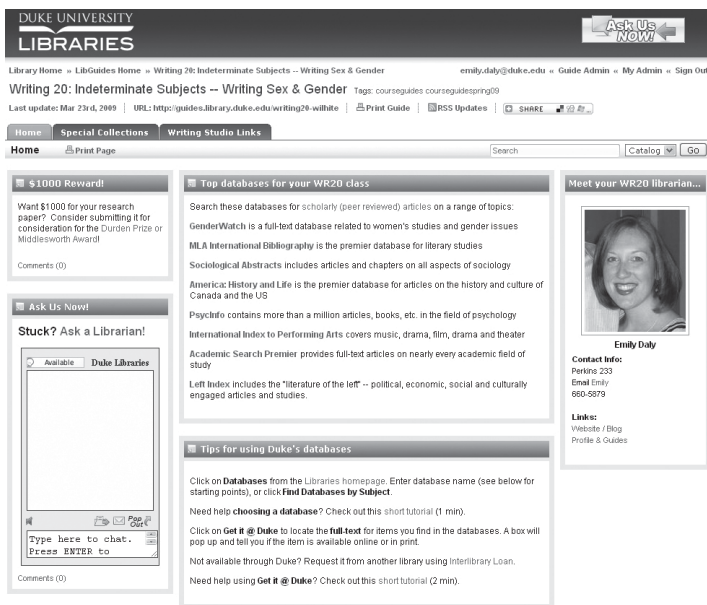 DUKE UNIVERSITY
LIBRARIES
Ask Us
NOW!
Library Home » LibGuides Home » Writing 20: Indeterminate Subjects -- Writing Sex & Gender
emily.daly@duke.edu « Guide Admin « My Admin « Sign Out
Writing 20: Indeterminate Subjects -- Writing Sex & Gender Tags: courseguides courseguidespring09
Last update: Mar 23rd, 2009 | URL: http://guides.library.duke.edu/writing20-wilhite | Print Guide | RSS Updates | SHARE
Home Special Collections Writing Studio Links
Home Print Page Search Catalog Go
$1000 Reward!
Want $1000 for your research
paper? Consider submitting it for
consideration for the Durden Prize or
Middlesworth Award!
Comments (0)
Ask Us Now!
Stuck? Ask a Librarian!
Available Duke Libraries
Pop
Out
Type here to chat.
Press ENTER to
Comments (0)
Top databases for your WR20 class
Search these databases for scholarly (peer reviewed) articles on a range of topics:
GenderWatch is a full-text database related to women's studies and gender issues
MLA International Bibliography is the premier database for literary studies
Sociological Abstracts includes articles and chapters on all aspects of sociology
America: History and Life is the premier database for articles on the history and culture of
Canada and the US
PsycInfo contains more than a million articles, books, etc. in the field of psychology
International Index to Performing Arts covers music, drama, film, drama and theater
Academic Search Premier provides full-text articles on nearly every academic field of
study
Left Index includes the "literature of the left" -- political, economic, social and culturally
engaged articles and studies.
Tips for using Duke's databases
Click on Databases from the Libraries homepage. Enter database name (see below for
starting points), or click Find Databases by Subject.
Need help choosing a database? Check out this short tutorial (1 min).
Click on Get it @ Duke to locate the full-text for items you find in the databases. A box will
pop up and tell you if the item is available online or in print.
Not available through Duke? Request it from another library using Interlibrary Loan.
Need help using Get it @ Duke? Check out this short tutorial (2 min).
Meet your WR20 librarian...
Emily Daly
Contact Info:
Perkins 233
Email Emily
660-5879
Links:
Website / Blog
Profile & Guides